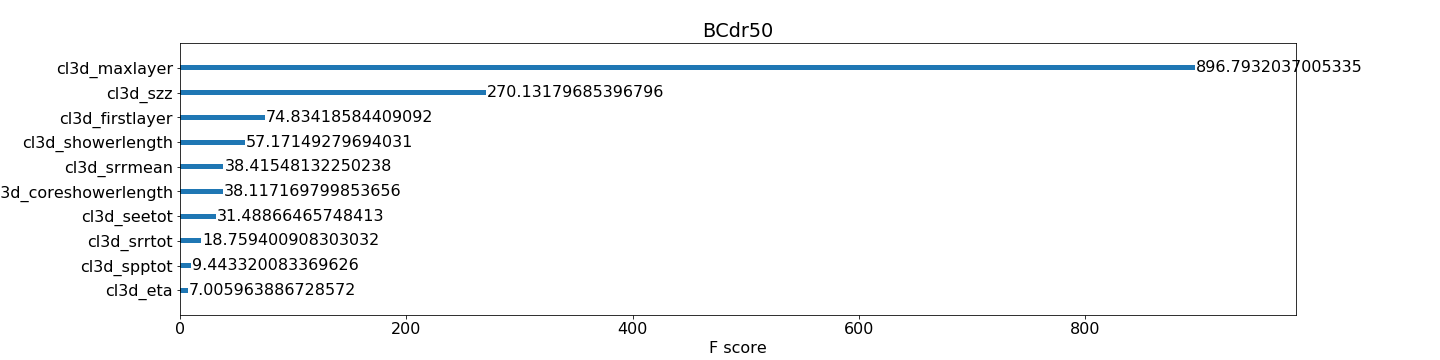 BCdr50
cl3d_maxlayer 896.7932037005335
cl3d_szz 270.13179685396796
cl3d_firstlayer 74.83418584409092
cl3d_showerlength 57.17149279694031
cl3d_srrmean 38.41548132250238
3d_coreshowerlength 38.117169799853656
cl3d_seetot 31.48866465748413
cl3d_srrtot 18.759400908303032
cl3d_spptot 9.443320083369626
cl3d_eta 7.005963886728572
0 200 400 600 800
F score